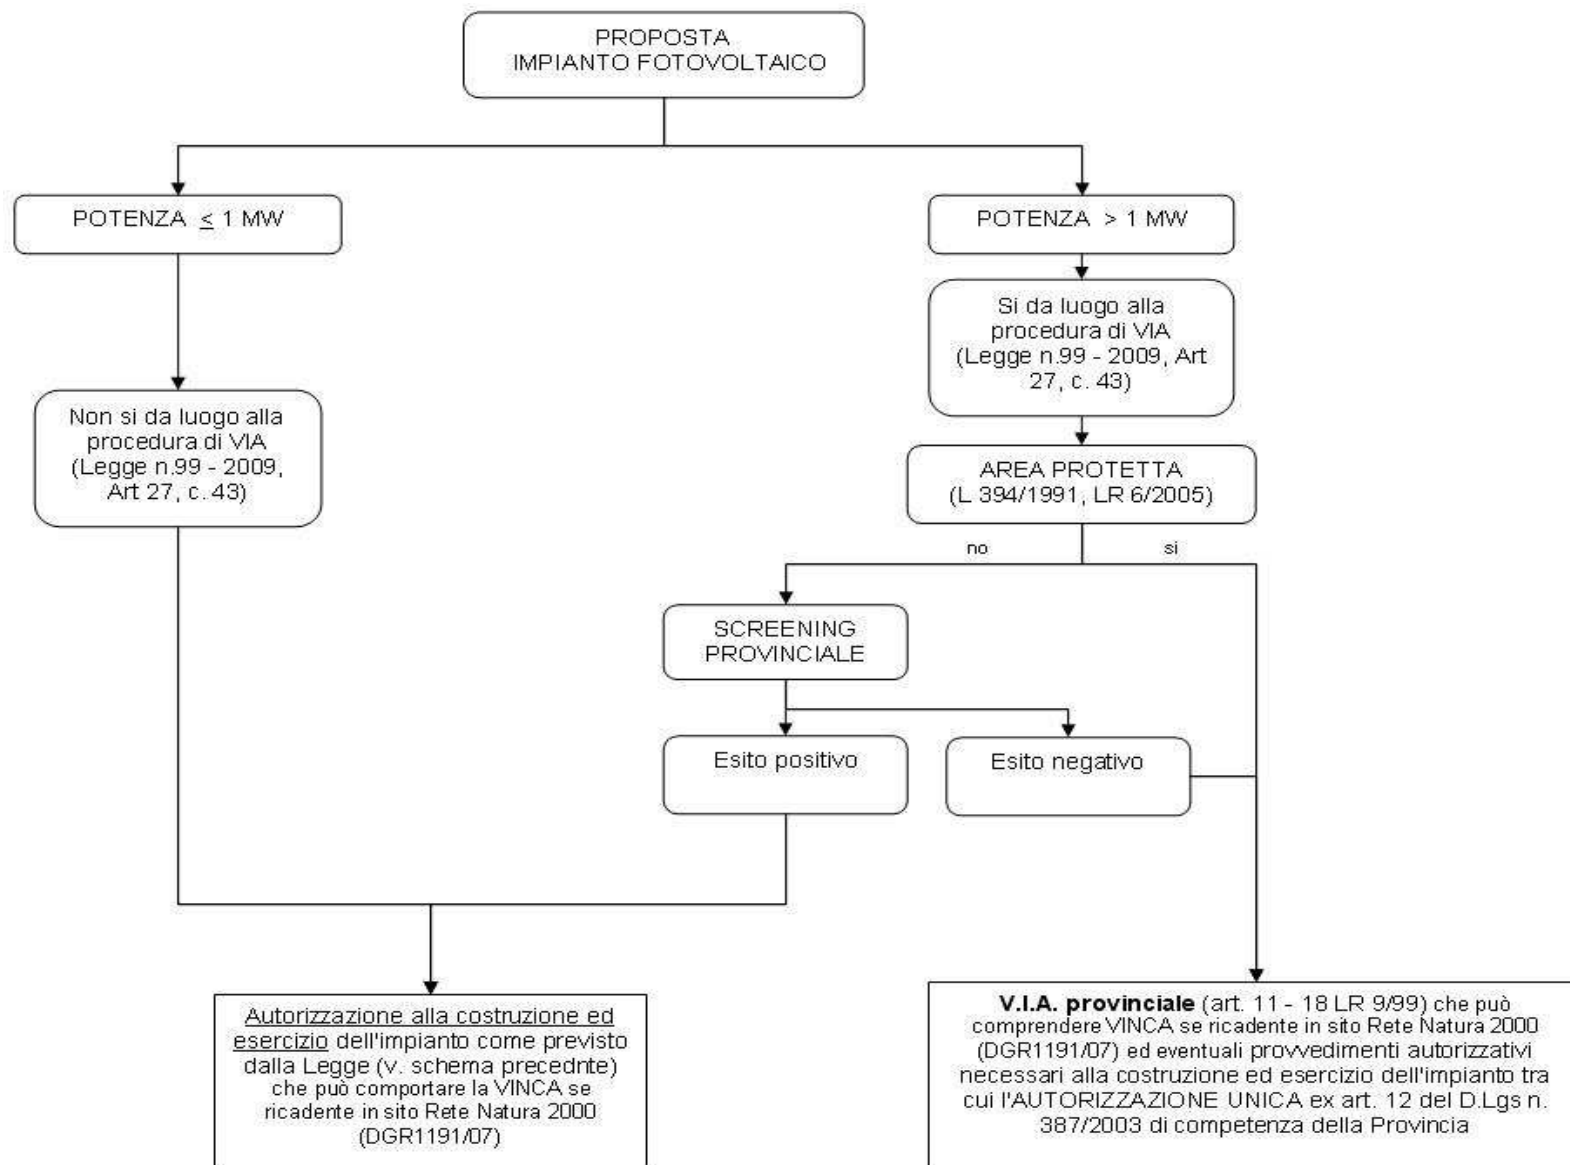 PROPOSTA
IMPIANTO FOTOVOLTAICO
POTENZA ≤ 1 MW
POTENZA > 1 MW
Si da luogo alla
procedura di VIA
(Legge n.99 - 2009, Art
27, c. 43)
Non si da luogo alla
procedura di VIA
(Legge n.99 - 2009,
Art 27, c. 43)
AREA PROTETTA
(L 394/1991, LR 6/2005)
no
si
SCREENING
PROVINCIALE
Esito positivo
Esito negativo
Autorizzazione alla costruzione ed
esercizio dell'impianto come previsto
dalla Legge (v. schema precednte)
che può comportare la VINCA se
ricadente in sito Rete Natura 2000
(DGR1191/07)
V.I.A. provinciale (art. 11 - 18 LR 9/99) che può
comprendere VINCA se ricadente in sito Rete Natura 2000
(DGR1191/07) ed eventuali provvedimenti autorizzativi
necessari alla costruzione ed esercizio dell'impianto tra
cui l'AUTORIZZAZIONE UNICA ex art. 12 del D.Lgs n.
387/2003 di competenza della Provincia